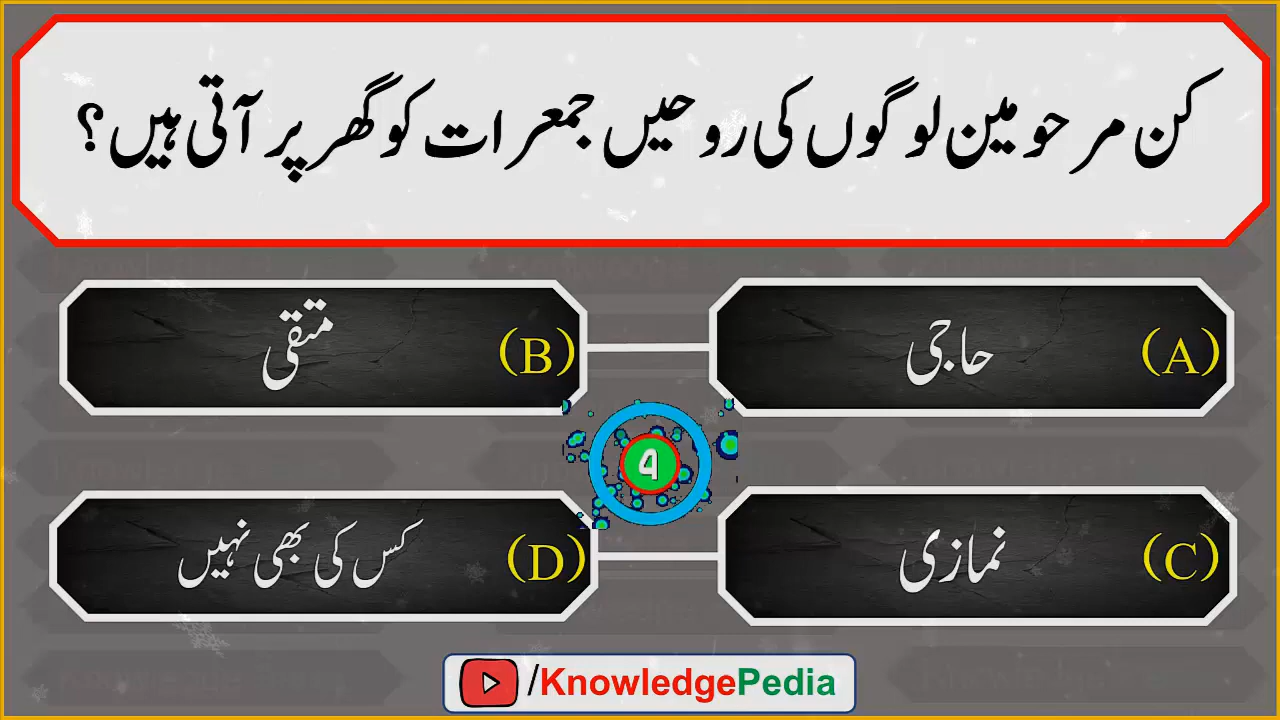 کن مرحومین لوگوں کی روحیں جمعرات کو گھر پر آتی ہیں؟
(A) حاجی
(B) متقی
4
(C) نمازی
(D) کس کی بھی نہیں
/KnowledgePedia